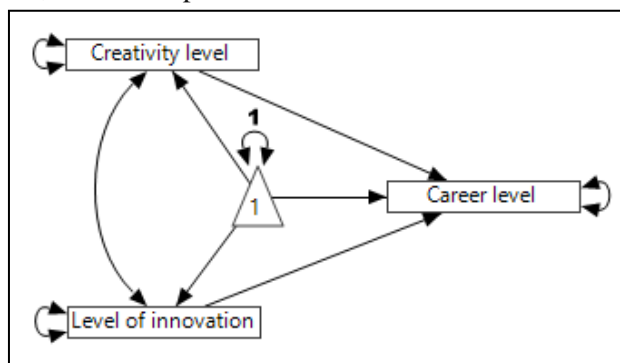 Creativity level
1
1
Career level
Level of innovation